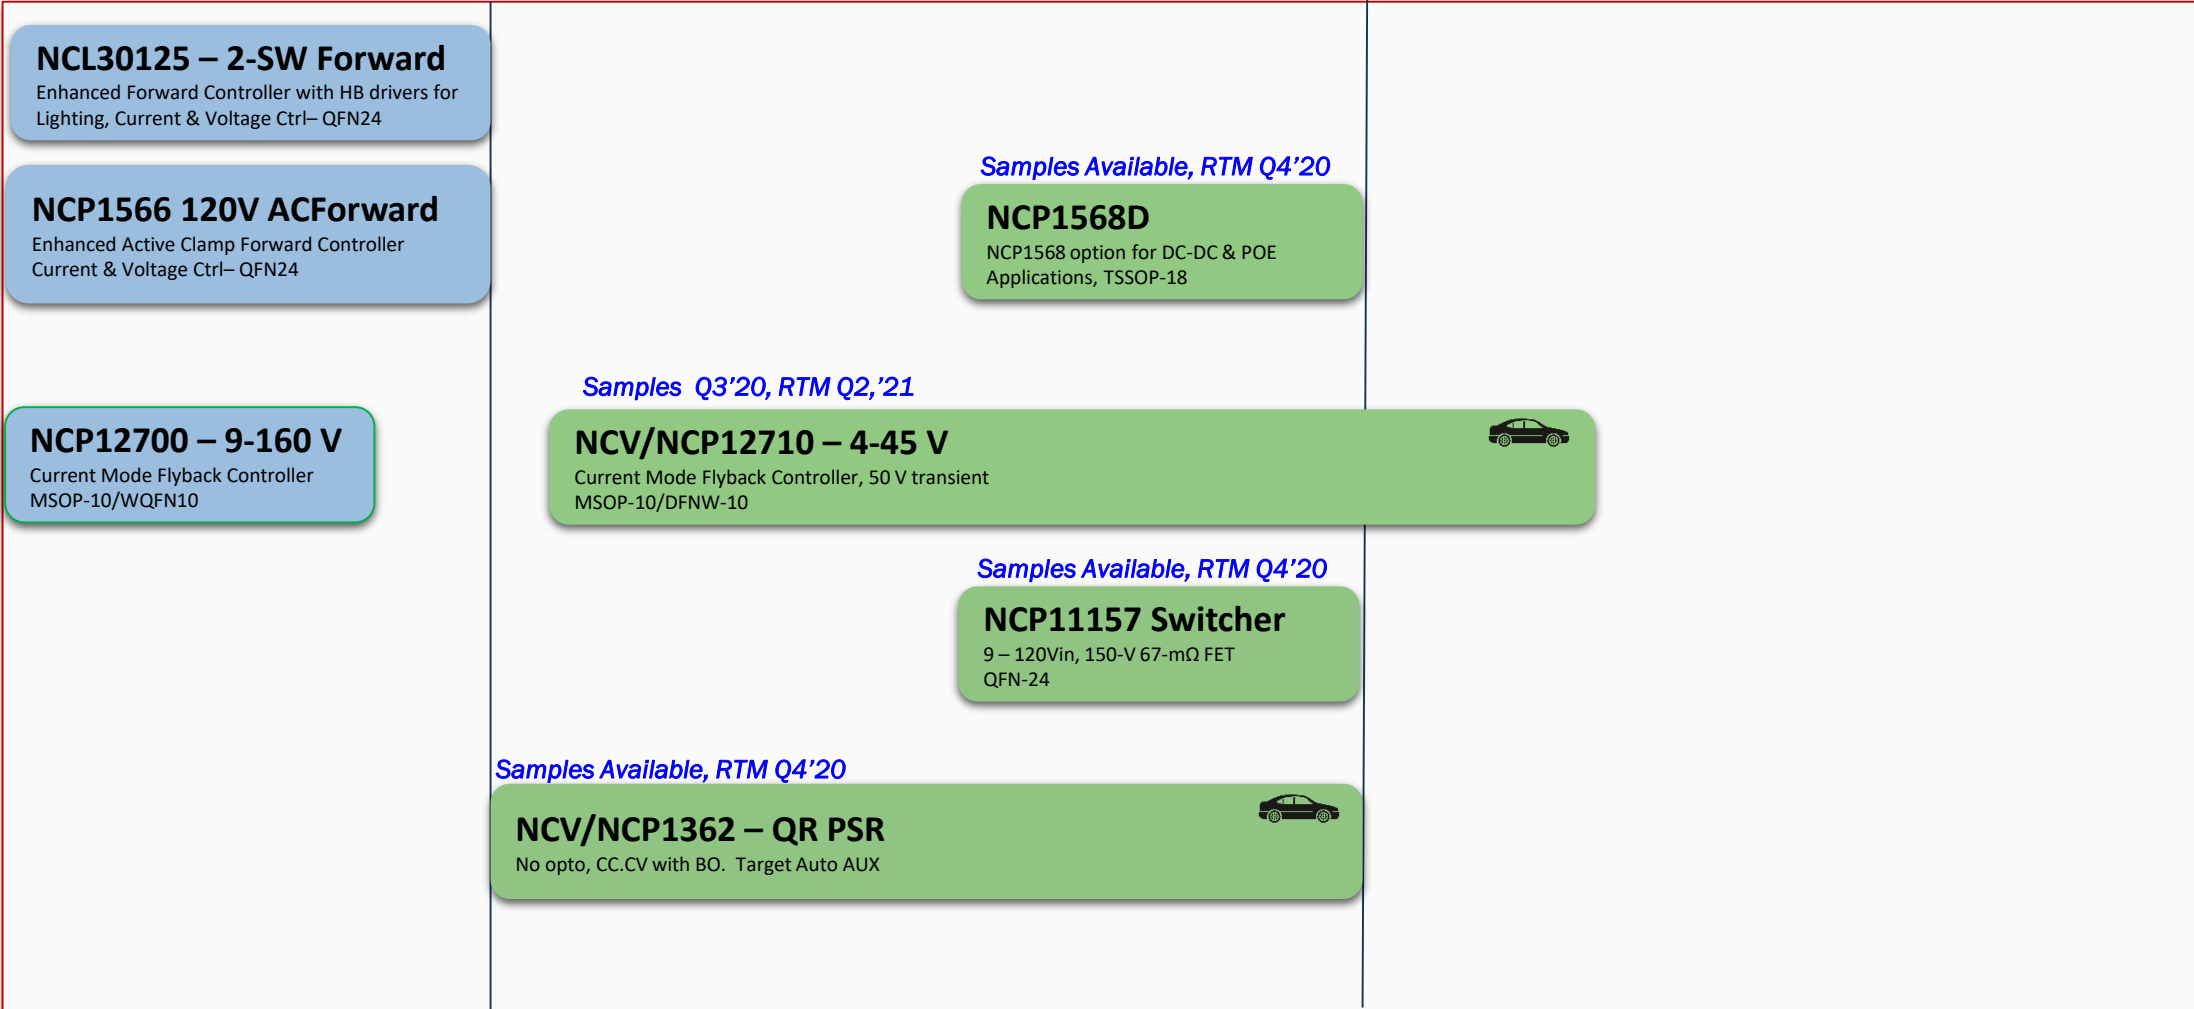 NCL30125 – 2-SW Forward
Enhanced Forward Controller with HB drivers for
Lighting, Current & Voltage Ctrl– QFN24
NCP1566 120V ACForward
Enhanced Active Clamp Forward Controller
Current & Voltage Ctrl– QFN24
Samples Available, RTM Q4’20
NCP1568D
NCP1568 option for DC-DC & POE
Applications, TSSOP-18
NCP12700 – 9-160 V
Current Mode Flyback Controller
MSOP-10/WQFN10
Samples  Q3’20, RTM Q2,’21
NCV/NCP12710 – 4-45 V
Current Mode Flyback Controller, 50 V transient
MSOP-10/DFNW-10
Samples Available, RTM Q4’20
NCP11157 Switcher
9 – 120Vin, 150-V 67-mΩ FET
QFN-24
Samples Available, RTM Q4’20
NCV/NCP1362 – QR PSR
No opto, CC.CV with BO.  Target Auto AUX